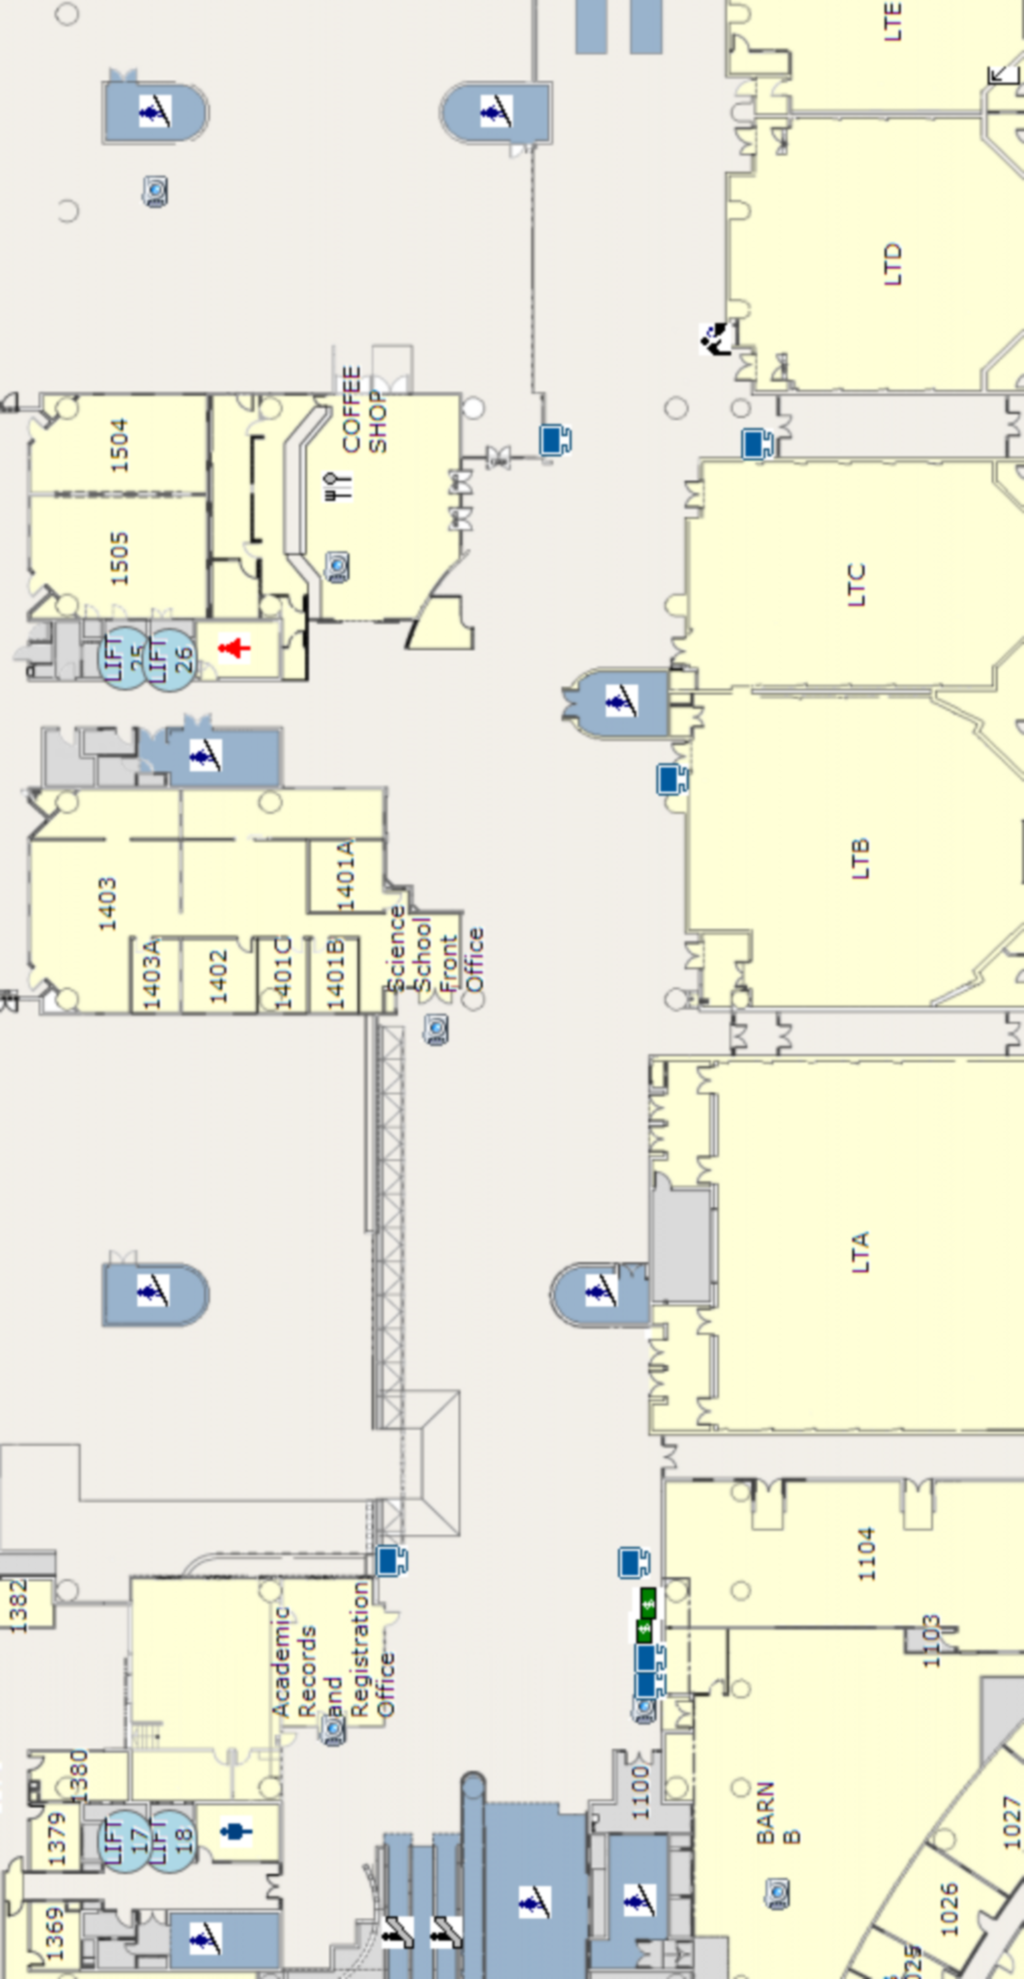 LTE
LTD
COFFEE
SHOP
1504
1505
LTC
LIFT
25
LIFT
26
LTB
1401A
1403
Science
School
Front
Office
1403A
1402
1401C
1401B
LTA
1104
1382
Academic
Records
and
Registration
Office
1103
1380
1100
BARN
B
1027
1379
LIFT
17
LIFT
18
1026
1369